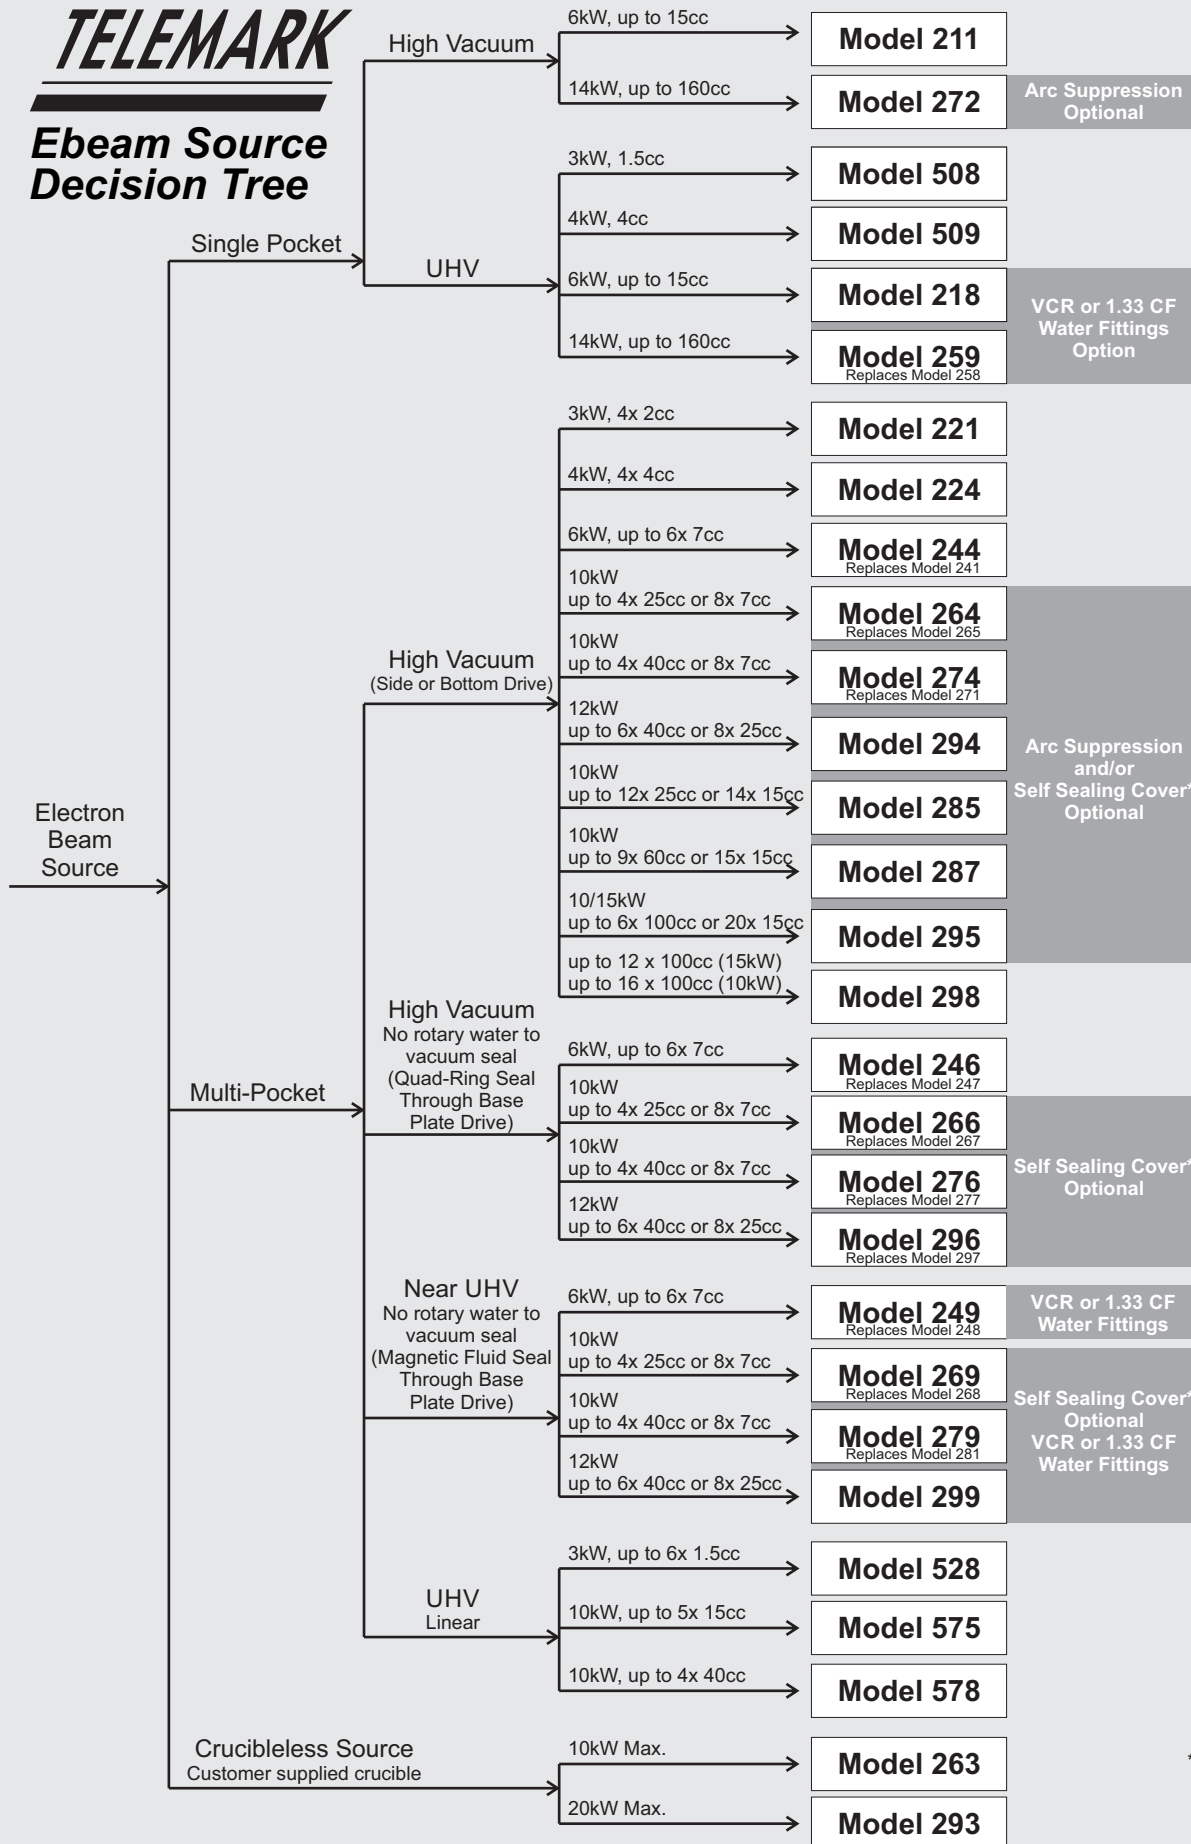 TELEMARK
Ebeam Source
Decision Tree
Electron
Beam
Source
Single Pocket
High Vacuum
6kW, up to 15cc
Model 211
14kW, up to 160cc
Model 272
Arc Suppression
Optional
UHV
3kW, 1.5cc
Model 508
4kW, 4cc
Model 509
6kW, up to 15cc
Model 218
14kW, up to 160cc
Model 259
Replaces Model 258
VCR or 1.33 CF
Water Fittings
Option
Multi-Pocket
High Vacuum
(Side or Bottom Drive)
3kW, 4x 2cc
Model 221
4kW, 4x 4cc
Model 224
6kW, up to 6x 7cc
Model 244
Replaces Model 241
10kW
up to 4x 25cc or 8x 7cc
Model 264
Replaces Model 265
10kW
up to 4x 40cc or 8x 7cc
Model 274
Replaces Model 271
12kW
up to 6x 40cc or 8x 25cc
Model 294
10kW
up to 12x 25cc or 14x 15cc
Model 285
10kW
up to 9x 60cc or 15x 15cc
Model 287
10/15kW
up to 6x 100cc or 20x 15cc
Model 295
Arc Suppression
and/or
Self Sealing Cover*
Optional
up to 12 x 100cc (15kW)
up to 16 x 100cc (10kW)
Model 298
High Vacuum
No rotary water to
vacuum seal
(Quad-Ring Seal
Through Base
Plate Drive)
6kW, up to 6x 7cc
Model 246
Replaces Model 247
10kW
up to 4x 25cc or 8x 7cc
Model 266
Replaces Model 267
10kW
up to 4x 40cc or 8x 7cc
Model 276
Replaces Model 277
12kW
up to 6x 40cc or 8x 25cc
Model 296
Replaces Model 297
Self Sealing Cover*
Optional
Near UHV
No rotary water to
vacuum seal
(Magnetic Fluid Seal
Through Base
Plate Drive)
6kW, up to 6x 7cc
Model 249
Replaces Model 248
VCR or 1.33 CF
Water Fittings
10kW
up to 4x 25cc or 8x 7cc
Model 269
Replaces Model 268
10kW
up to 4x 40cc or 8x 7cc
Model 279
Replaces Model 281
12kW
up to 6x 40cc or 8x 25cc
Model 299
Self Sealing Cover*
Optional
VCR or 1.33 CF
Water Fittings
UHV
Linear
3kW, up to 6x 1.5cc
Model 528
10kW, up to 5x 15cc
Model 575
10kW, up to 4x 40cc
Model 578
Crucibleless Source
Customer supplied crucible
10kW Max.
Model 263
*
20kW Max.
Model 293